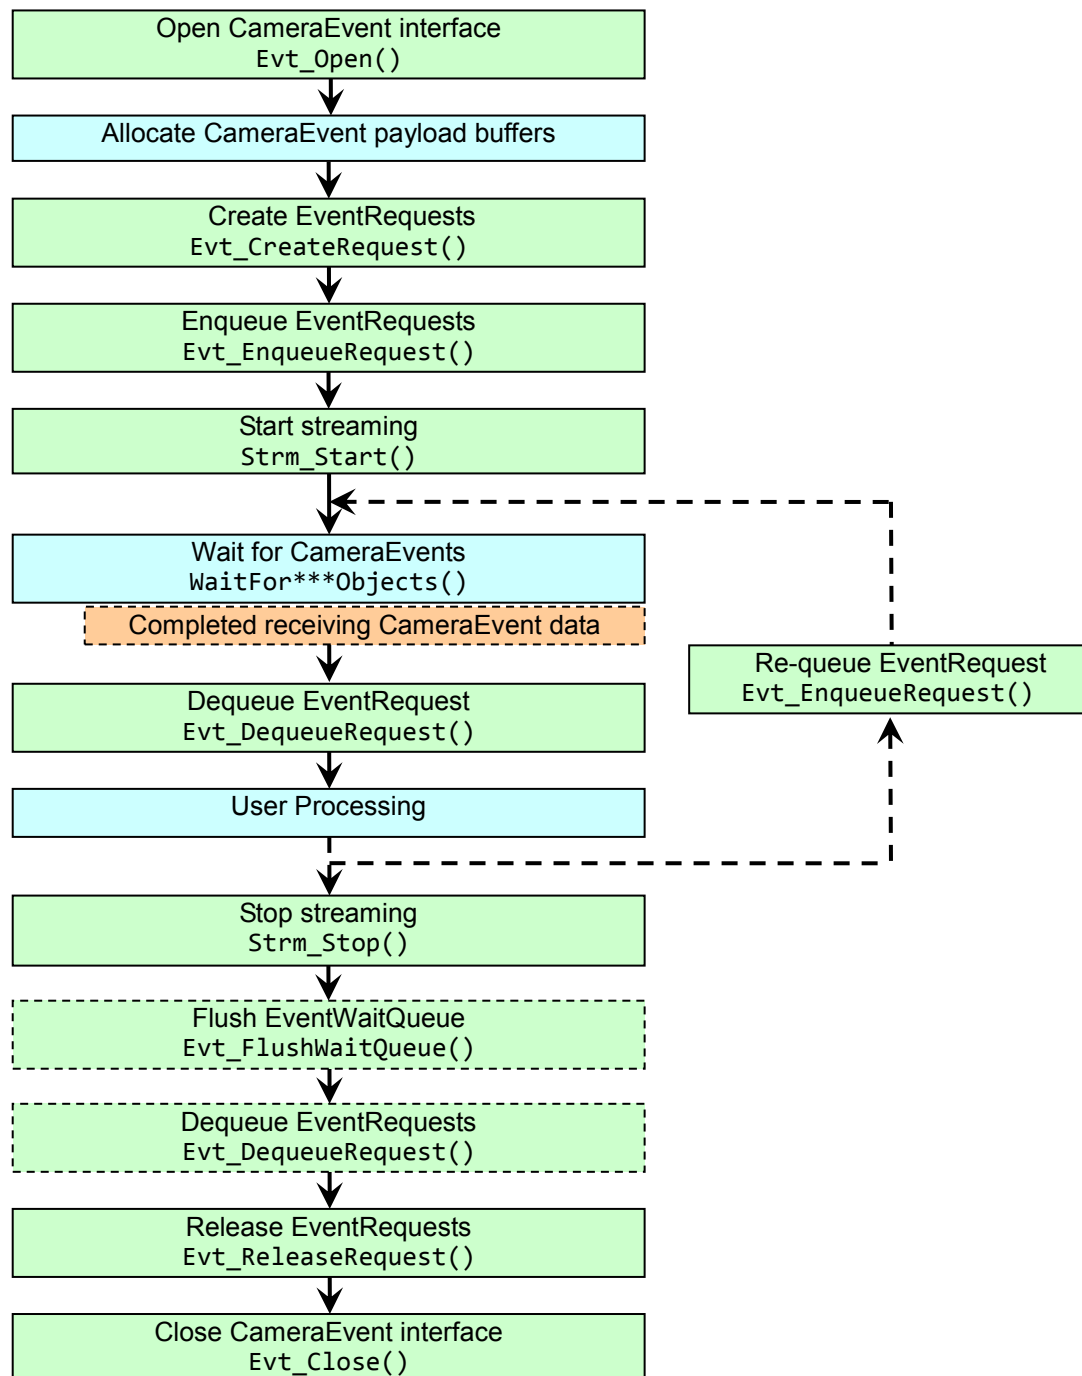 Open CameraEvent interface
Evt_Open()
Allocate CameraEvent payload buffers
Create EventRequests
Evt_CreateRequest()
Enqueue EventRequests
Evt_EnqueueRequest()
Start streaming
Strm_Start()
Wait for CameraEvents
WaitFor***Objects()
Completed receiving CameraEvent data
Re-queue EventRequest
Evt_EnqueueRequest()
Dequeue EventRequest
Evt_DequeueRequest()
User Processing
Stop streaming
Strm_Stop()
Flush EventWaitQueue
Evt_FlushWaitQueue()
Dequeue EventRequests
Evt_DequeueRequest()
Release EventRequests
Evt_ReleaseRequest()
Close CameraEvent interface
Evt_Close()